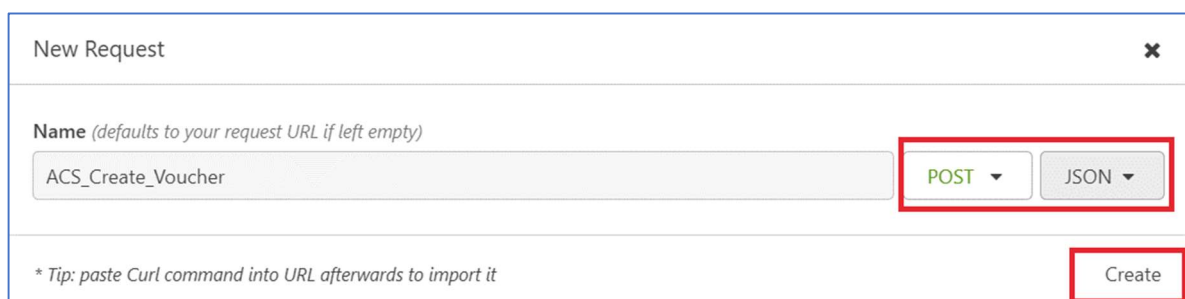 New Request ✖
Name (defaults to your request URL if left empty)
ACS_Create_Voucher POST JSON
* Tip: paste Curl command into URL afterwards to import it Create